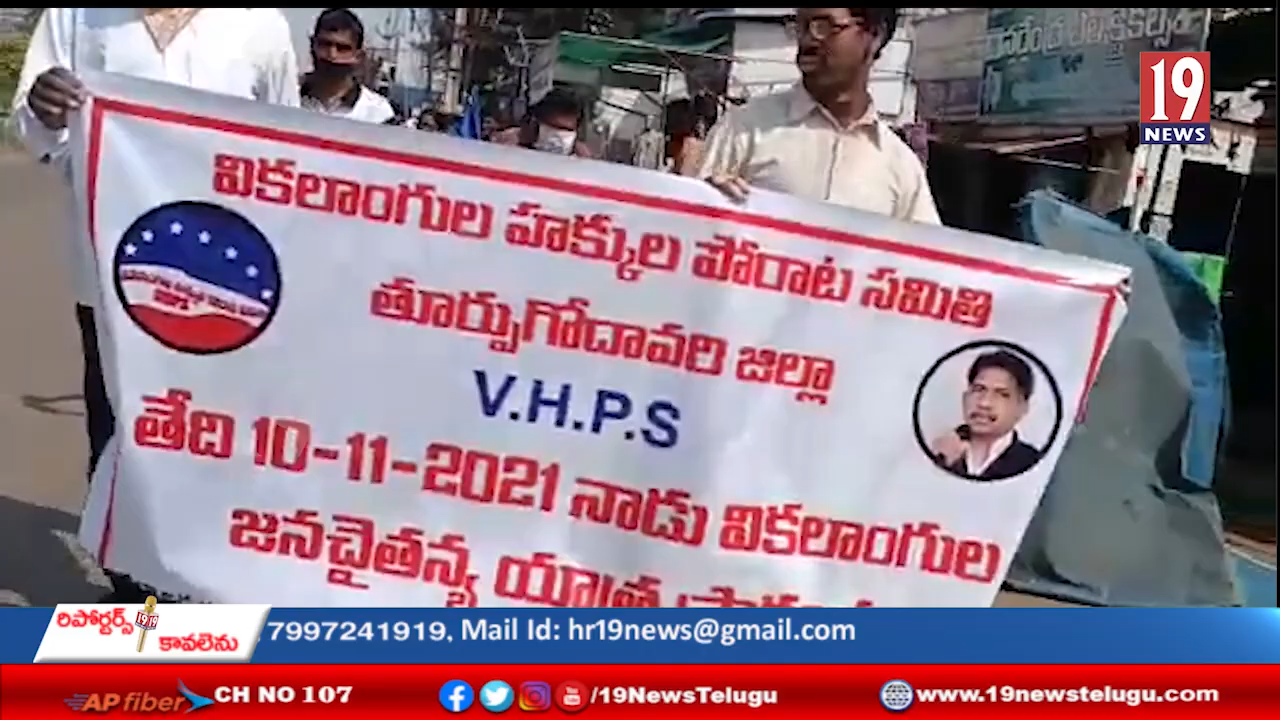 19
NEWS
వికలాంగుల హక్కుల పోరాట సమితి
తూర్పుగోదావరి జిల్లా
V.H.P.S
తేది 10-11-2021 నాడు వికలాంగుల
జనచైతన్య యాత్ర
రిపోర్టర్స్ 1919
కావలెను
, 7997241919, Mail Id: hr19news@gmail.com
AP fiber CH NO 107 /19NewsTelugu www.19newstelugu.com